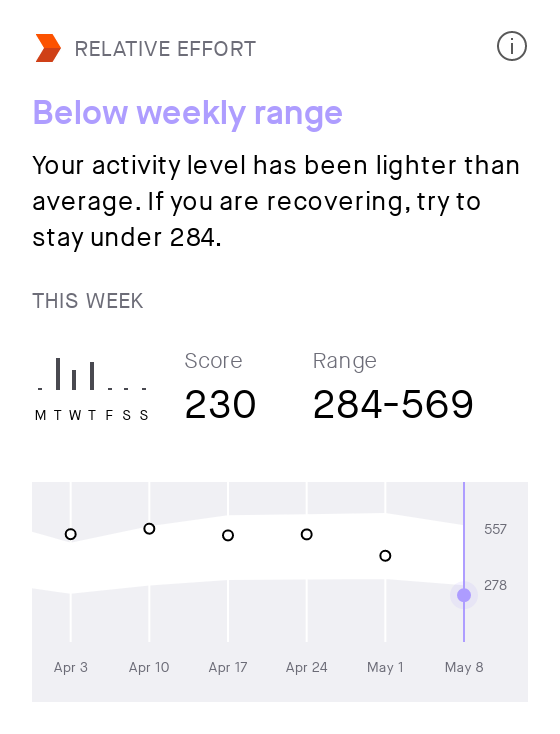 RELATIVE EFFORT
Below weekly range
Your activity level has been lighter than
average. If you are recovering, try to
stay under 284.
THIS WEEK
Score Range
230 284-569
M T W T F S S
557
278
Apr 3 Apr 10 Apr 17 Apr 24 May 1 May 8